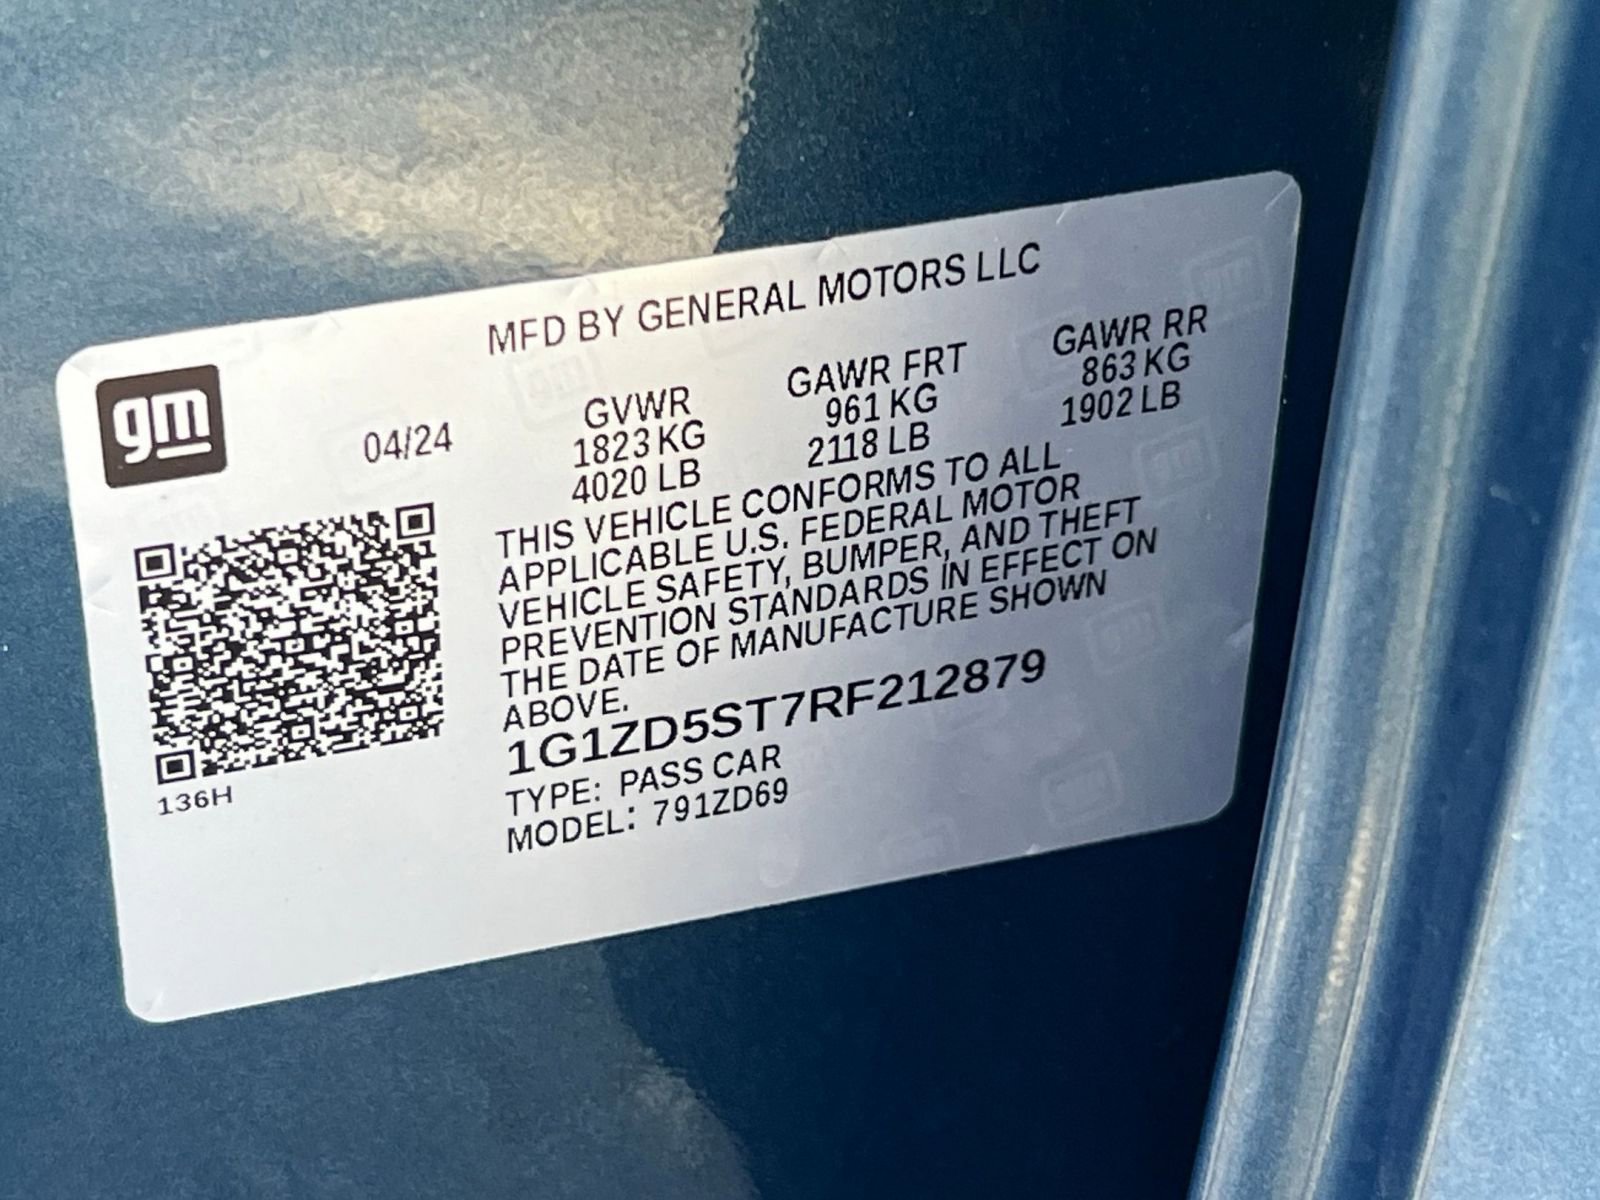 MFD BY GENERAL MOTORS LLC
gm
04/24
GVWR
1823 KG
4020 LB
GAWR FRT
961 KG
2118 LB
GAWR RR
863 KG
1902 LB
THIS VEHICLE CONFORMS TO ALL
APPLICABLE U.S. FEDERAL MOTOR
VEHICLE SAFETY, BUMPER, AND THEFT
PREVENTION STANDARDS IN EFFECT ON
THE DATE OF MANUFACTURE SHOWN
ABOVE.
1G1ZD5ST7RF212879
TYPE: PASS CAR
MODEL: 791ZD69
136H